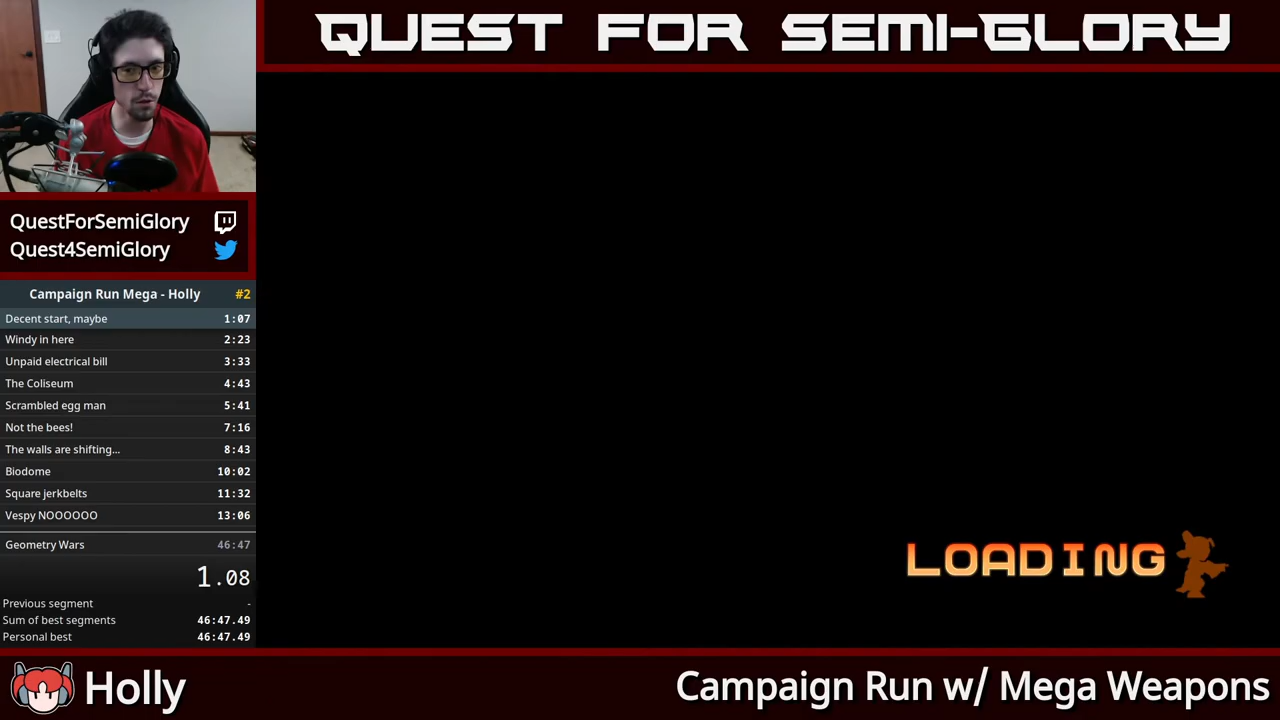 QUEST FOR SEMI-GLORY
QuestForSemiGlory
Quest4SemiGlory
Campaign Run Mega - Holly #2
Decent start, maybe 1:07
Windy in here 2:23
Unpaid electrical bill 3:33
The Coliseum 4:43
Scrambled egg man 5:41
Not the bees! 7:16
The walls are shifting... 8:43
Biodome 10:02
Square jerkbelts 11:32
Vespy NOOOOOO 13:06
Geometry Wars 46:47
1.08
Previous segment -
Sum of best segments 46:47.49
Personal best 46:47.49
LOADING
Holly
Campaign Run w/ Mega Weapons